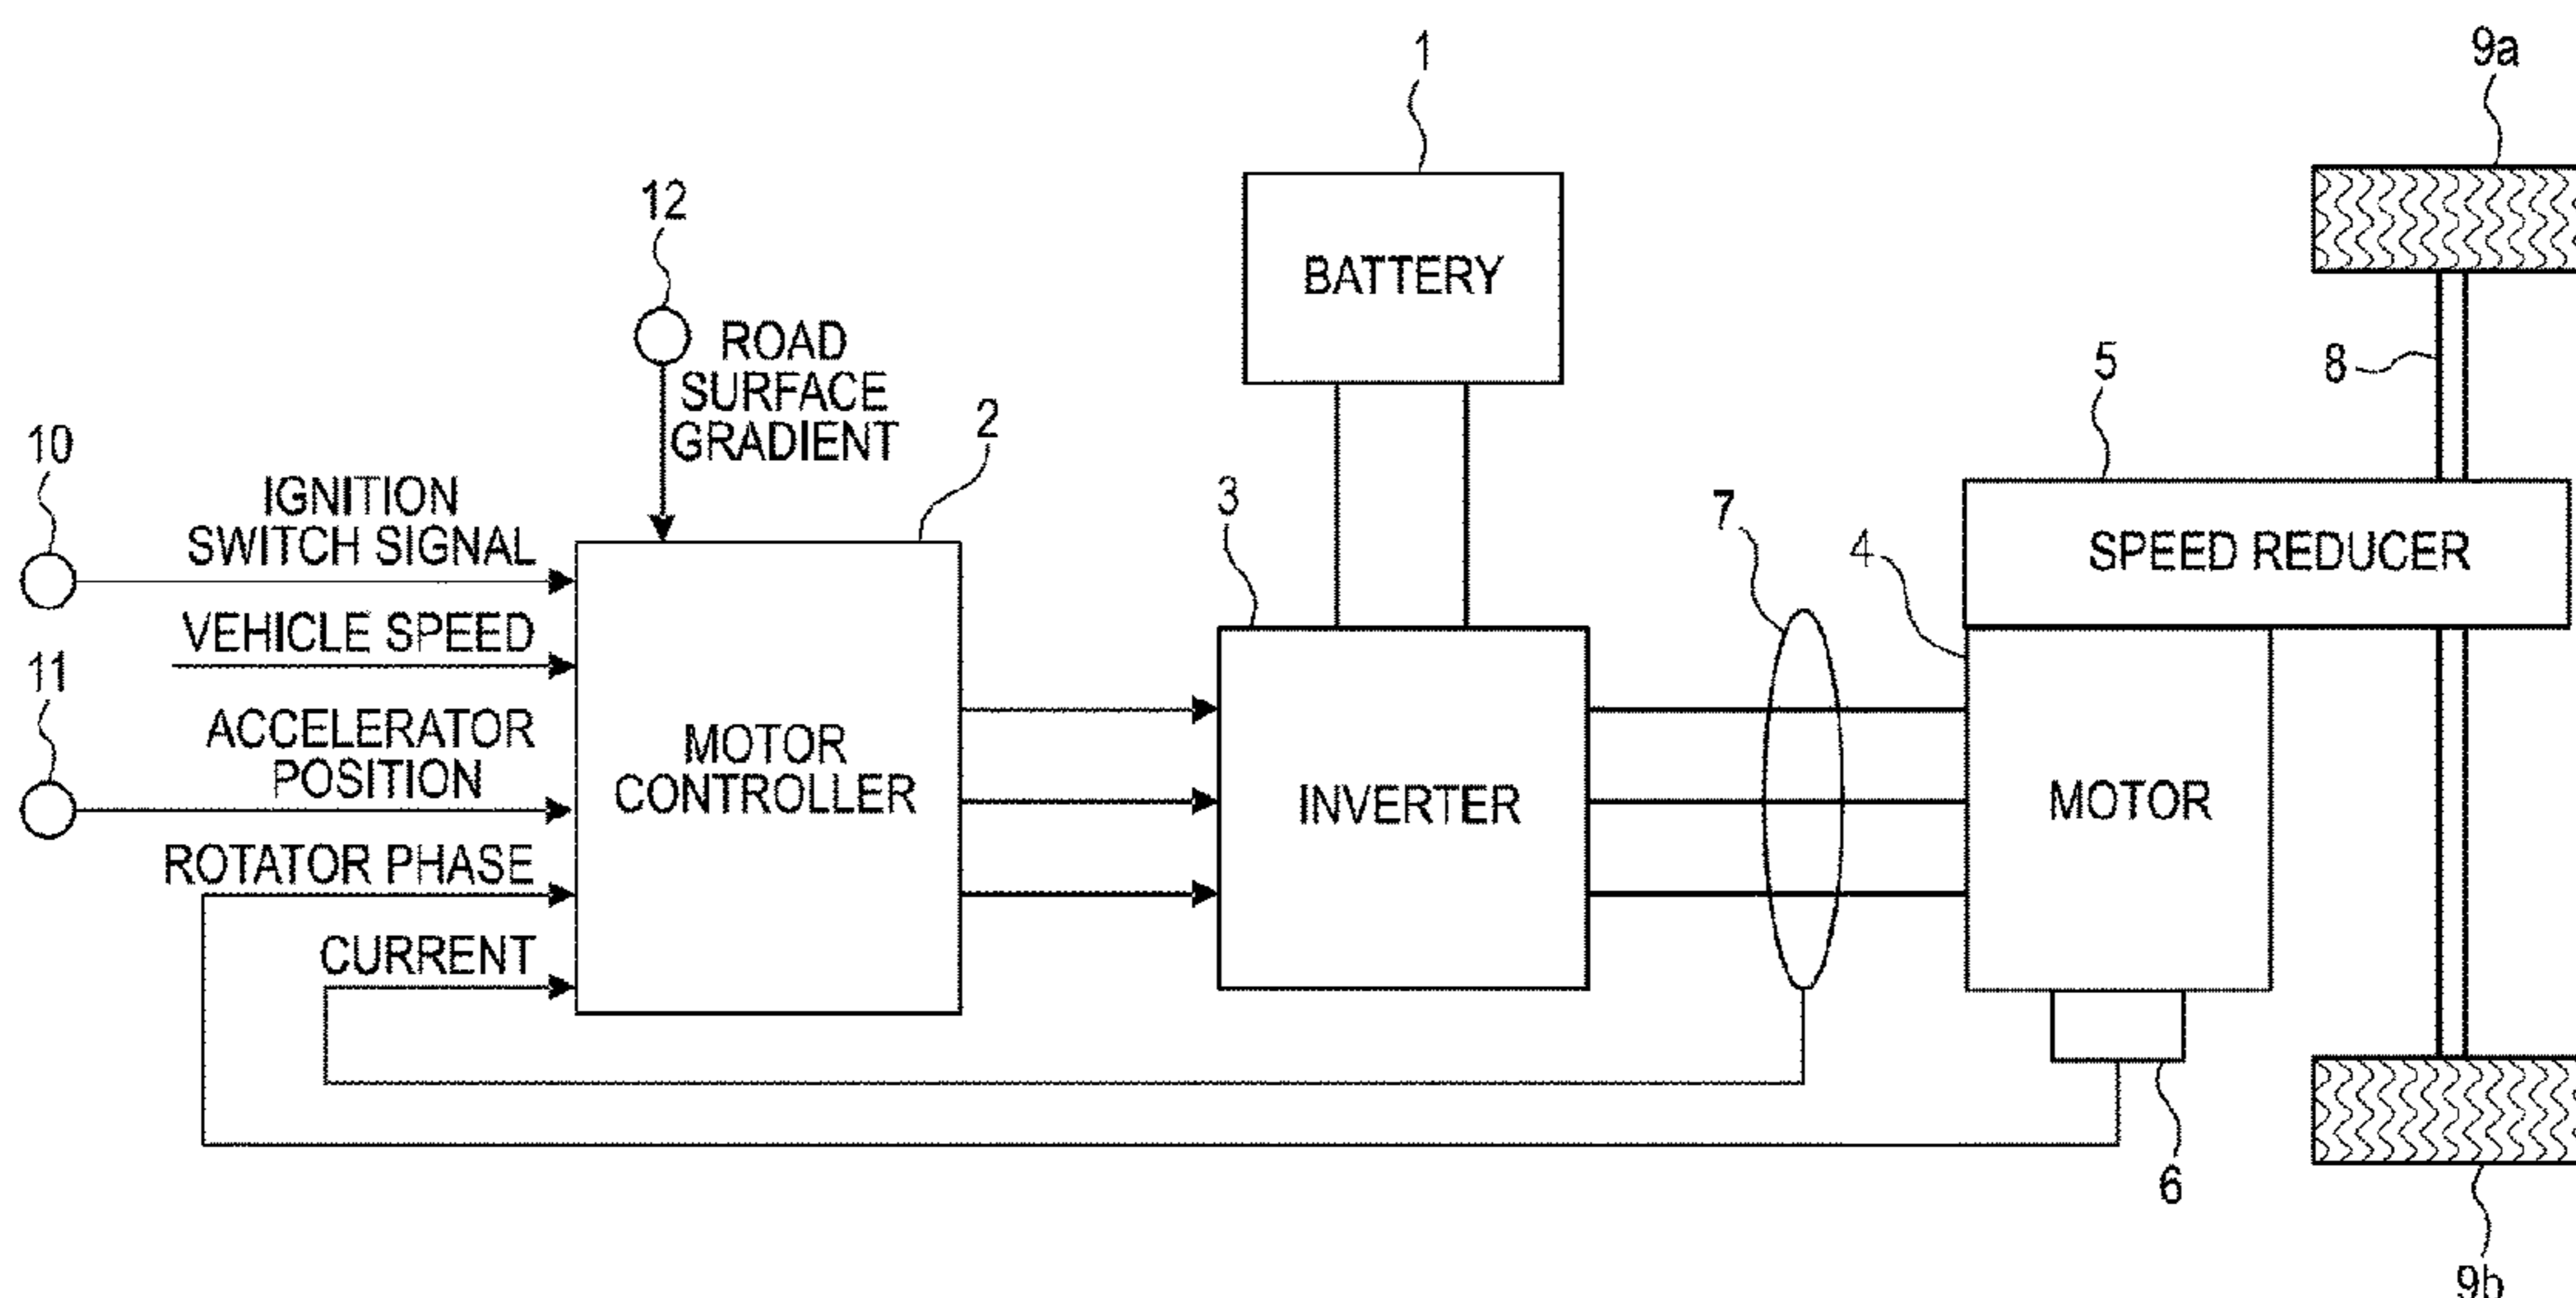 1
9a
12
BATTERY
ROAD
SURFACE
GRADIENT
8
5
2
10
IGNITION
SWITCH SIGNAL
3
7
4
SPEED REDUCER
VEHICLE SPEED
11
ACCELERATOR
POSITION
MOTOR
CONTROLLER
INVERTER
MOTOR
ROTATOR PHASE
CURRENT
6
9b